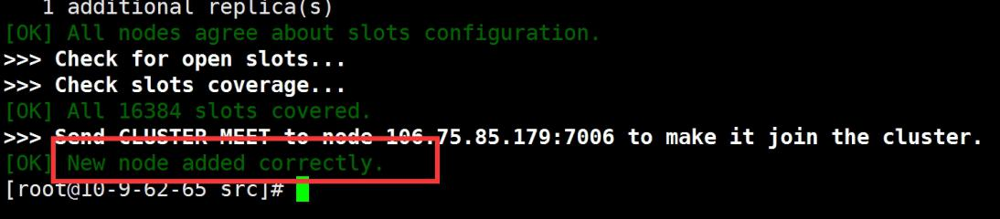 1 additional replica(s)
[OK] All nodes agree about slots configuration.
>>> Check for open slots...
>>> Check slots coverage...
[OK] All 16384 slots covered.
>>> Send CLUSTER MEET to node 106.75.85.179:7006 to make it join the cluster.
[OK] New node added correctly.
[root@10-9-62-65 src]#